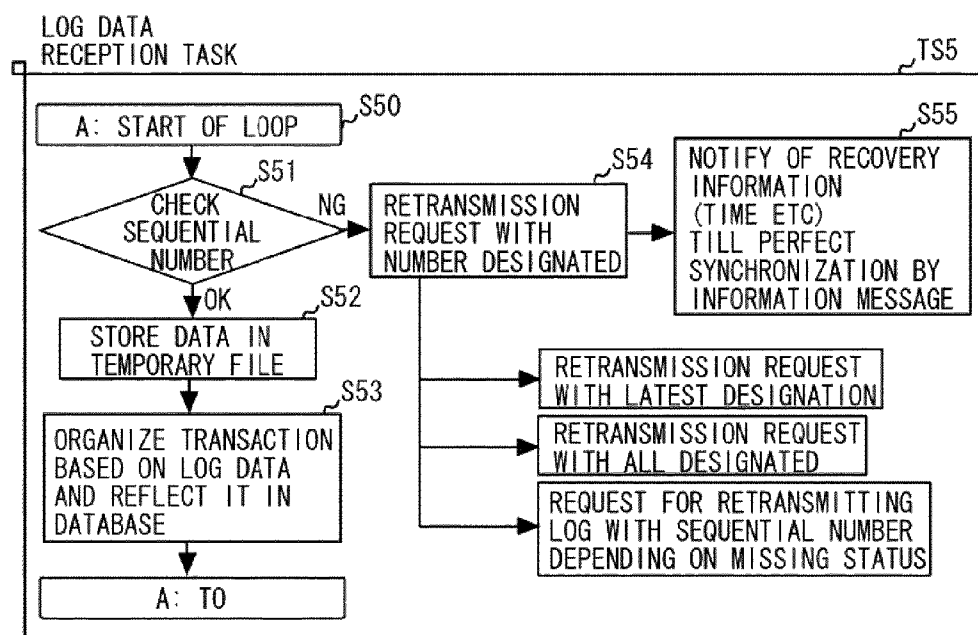 LOG DATA
RECEPTION TASK
TS5
A: START OF LOOP
S50
S51
CHECK
SEQUENTIAL
NUMBER
NG
OK
S54
RETRANSMISSION
REQUEST WITH
NUMBER DESIGNATED
S55
NOTIFY OF RECOVERY
INFORMATION
(TIME ETC)
TILL PERFECT
SYNCHRONIZATION BY
INFORMATION MESSAGE
S52
STORE DATA IN
TEMPORARY FILE
S53
ORGANIZE TRANSACTION
BASED ON LOG DATA
AND REFLECT IT IN
DATABASE
A: TO
RETRANSMISSION REQUEST
WITH LATEST DESIGNATION
RETRANSMISSION REQUEST
WITH ALL DESIGNATED
REQUEST FOR RETRANSMITTING
LOG WITH SEQUENTIAL NUMBER
DEPENDING ON MISSING STATUS